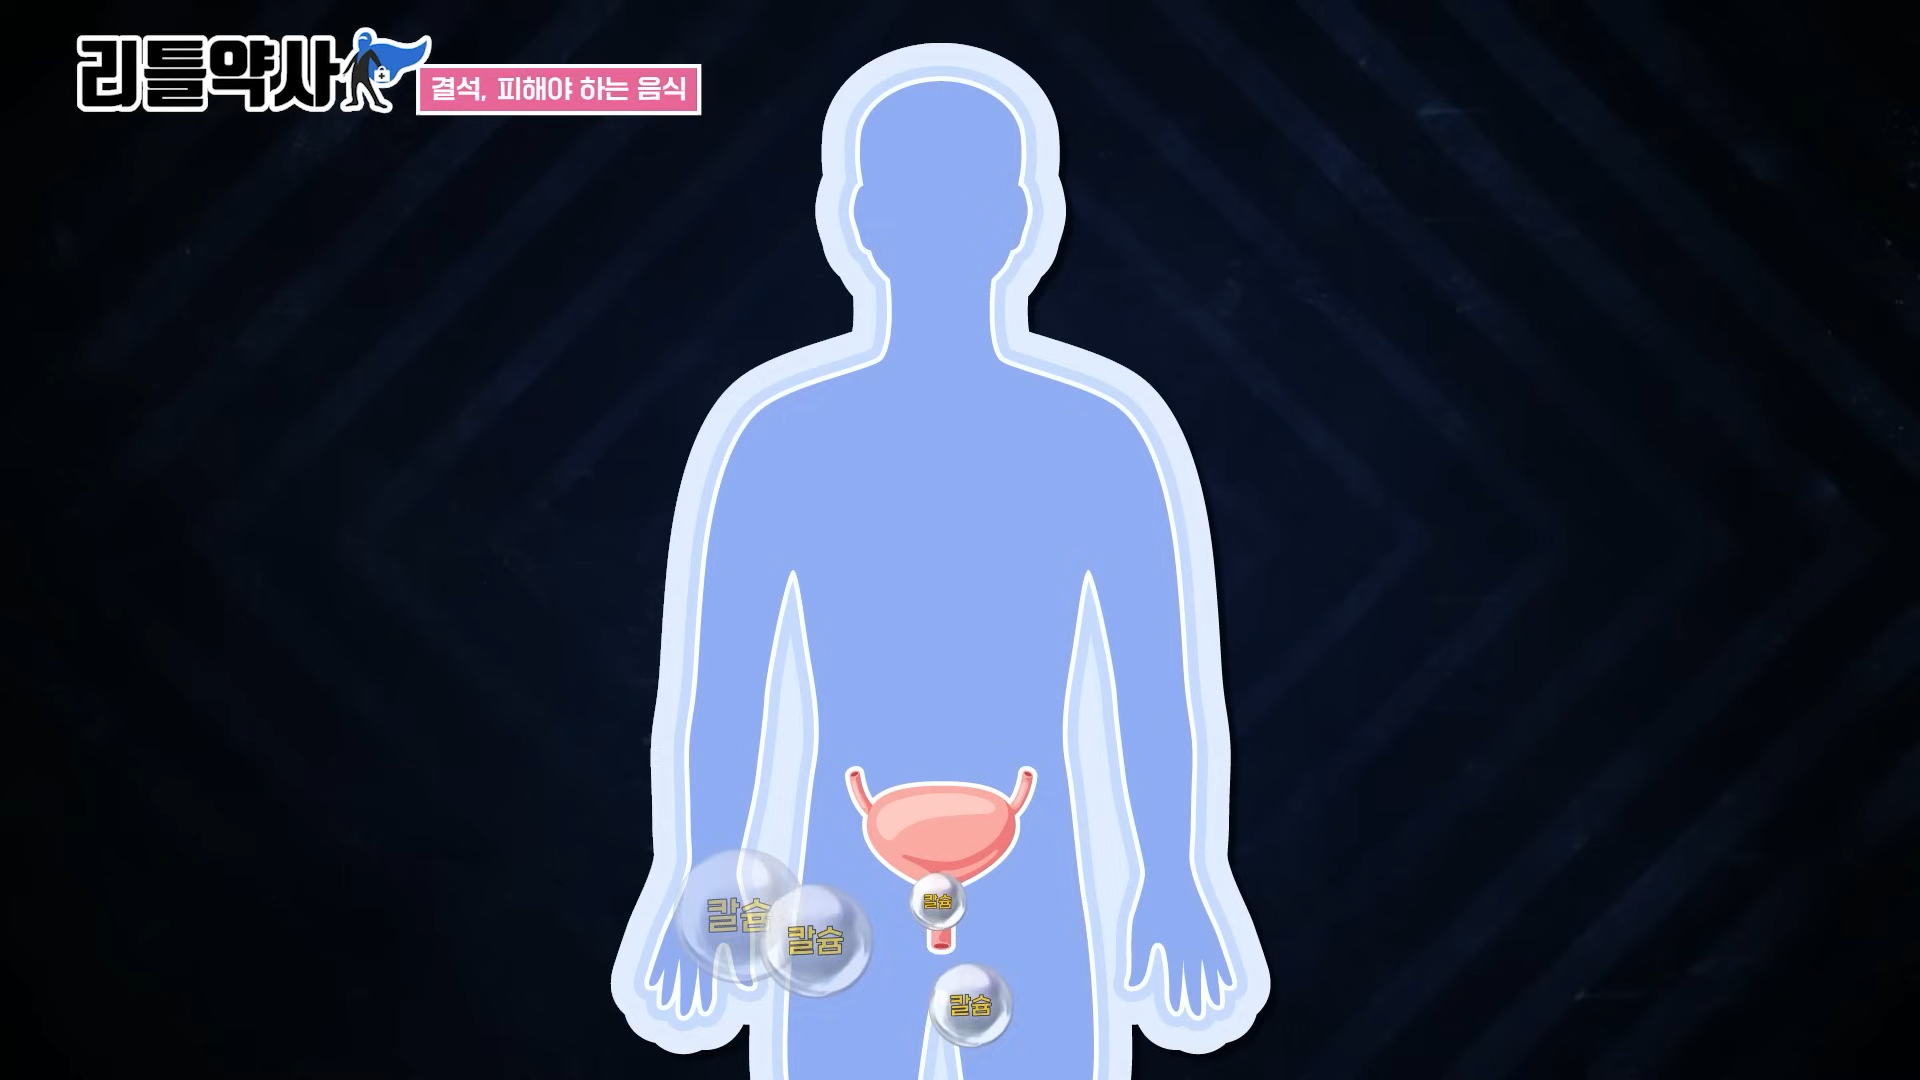 리틀약사
결석, 피해야 하는 음식
칼슘
칼슘
칼슘
칼슘